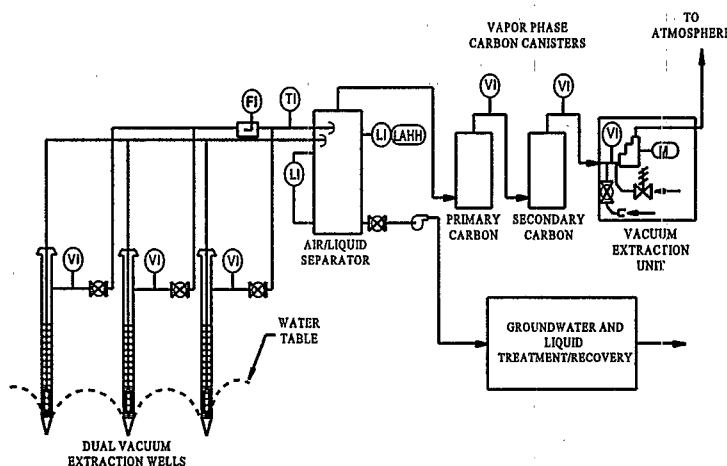 TO
ATMOSPHERE
VAPOR PHASE
CARBON CANISTERS
FI
TI
VI
VI
VI
LI
LAHH
M
LI
AIR/LIQUID
SEPARATOR
PRIMARY
CARBON
SECONDARY
CARBON
VACUUM
EXTRACTION
UNIT
VI
VI
VI
WATER
TABLE
GROUNDWATER AND
LIQUID
TREATMENT/RECOVERY
DUAL VACUUM
EXTRACTION WELLS